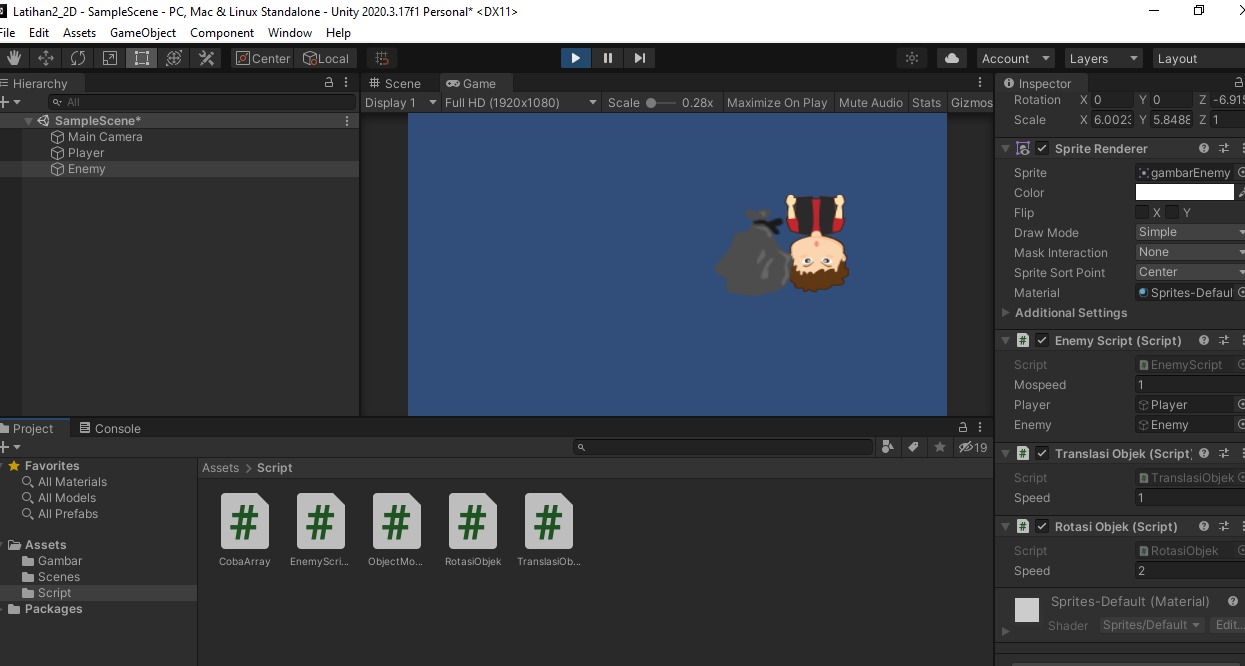 Latihan2_2D - SampleScene - PC, Mac & Linux Standalone - Unity 2020.3.17f1 Personal* <DX11>
File Edit Assets GameObject Component Window Help
Center Local Account Layers Layout
Hierarchy
All
SampleScene*
Main Camera
Player
Enemy
Scene Game
Display 1 Full HD (1920x1080) Scale 0.28x Maximize On Play Mute Audio Stats Gizmos
Inspector
Rotation X 0 Y 0 Z -6.915
Scale X 6.0023 Y 5.8488 Z 1
Sprite Renderer
Sprite gambarEnemy
Color
Flip X Y
Draw Mode Simple
Mask Interaction None
Sprite Sort Point Center
Material Sprites-Defaul
Additional Settings
Enemy Script (Script)
Script EnemyScript
Mospeed 1
Player Player
Enemy Enemy
Translasi Objek (Script)
Script TranslasiObjek
Speed 1
Rotasi Objek (Script)
Script RotasiObjek
Speed 2
Sprites-Default (Material)
Shader Sprites/Default Edit...
Project Console
19
Favorites
All Materials
All Models
All Prefabs
Assets
Gambar
Scenes
Script
Packages
Assets > Script
CobaArray EnemyScri... ObjectMo... RotasiObjek TranslasiOb...